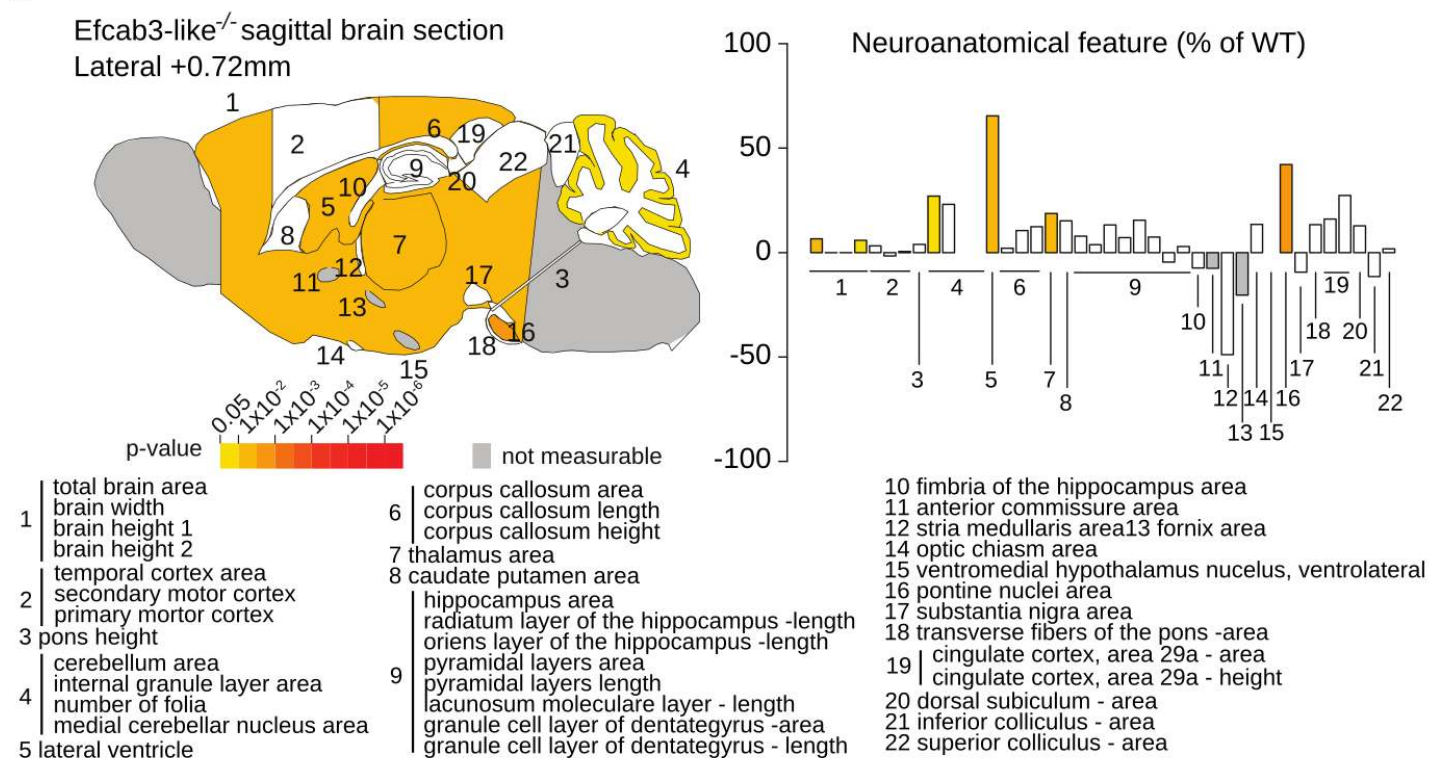 Efcab3-like-/- sagittal brain section
Lateral +0.72mm
1
2
6
19
21
22
4
9
20
10
5
8
7
12
11
13
17
3
16
18
14
15
p-value
0.05
1x10-2
1x10-3
1x10-4
1x10-5
1x10-6
not measurable
Neuroanatomical feature (% of WT)
100
50
0
-50
-100
1
2
3
4
5
6
7
8
9
10
11
12
13
14
15
16
17
18
19
20
21
22
1
total brain area
brain width
brain height 1
brain height 2
2
temporal cortex area
secondary motor cortex
primary mortor cortex
3 pons height
4
cerebellum area
internal granule layer area
number of folia
medial cerebellar nucleus area
5 lateral ventricle
6
corpus callosum area
corpus callosum length
corpus callosum height
7 thalamus area
8 caudate putamen area
9
hippocampus area
radiatum layer of the hippocampus -length
oriens layer of the hippocampus -length
pyramidal layers area
pyramidal layers length
lacunosum moleculare layer - length
granule cell layer of dentategyrus -area
granule cell layer of dentategyrus - length
10 fimbria of the hippocampus area
11 anterior commissure area
12 stria medullaris area13 fornix area
14 optic chiasm area
15 ventromedial hypothalamus nucelus, ventrolateral
16 pontine nuclei area
17 substantia nigra area
18 transverse fibers of the pons -area
19
cingulate cortex, area 29a - area
cingulate cortex, area 29a - height
20 dorsal subiculum - area
21 inferior colliculus - area
22 superior colliculus - area